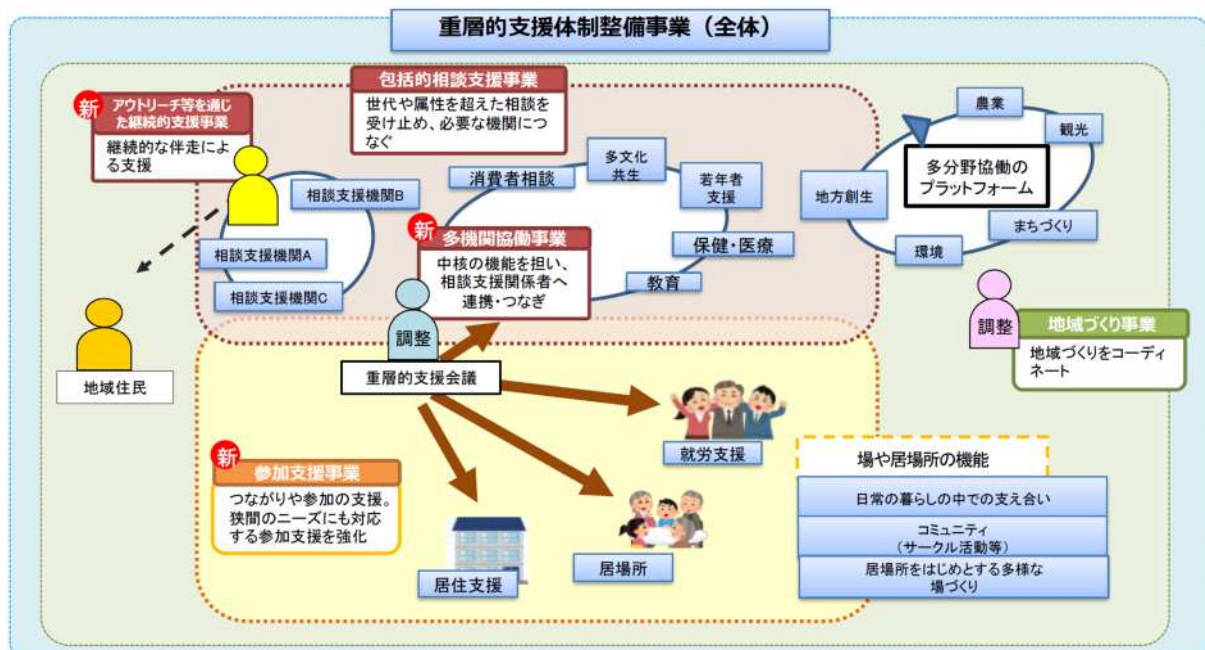 重層的支援体制整備事業（全体）
新
アウトリーチ等を通じ
た継続的支援事業
継続的な伴走によ
る支援
包括的相談支援事業
世代や属性を超えた相談を
受け止め、必要な機関につ
なぐ
相談支援機関B
相談支援機関A
相談支援機関C
消費者相談
多文化
共生
若年者
支援
保健・医療
教育
新
多機関協働事業
中核の機能を担い、
相談支援関係者へ
連携・つなぎ
農業
観光
多分野協働の
プラットフォーム
地方創生
まちづくり
環境
調整
地域づくり事業
地域づくりをコーディ
ネート
地域住民
調整
重層的支援会議
新
参加支援事業
つながりや参加の支援。
狭間のニーズにも対応
する参加支援を強化
就労支援
居場所
居住支援
場や居場所の機能
日常の暮らしの中での支え合い
コミュニティ
（サークル活動等）
居場所をはじめとする多様な
場づくり